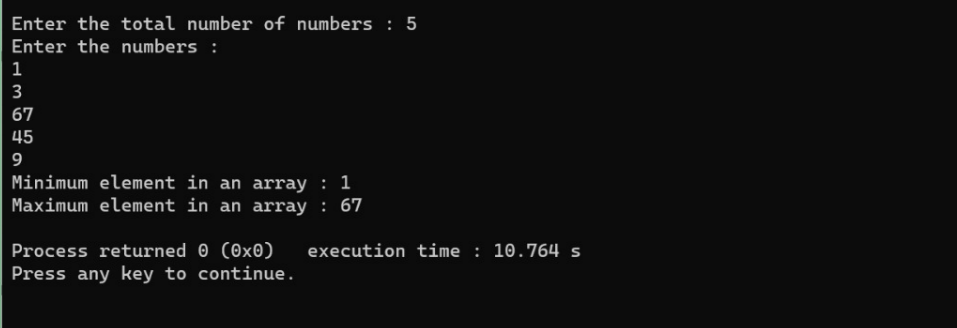 Enter the total number of numbers : 5
Enter the numbers :
1
3
67
45
9
Minimum element in an array : 1
Maximum element in an array : 67
Process returned 0 (0x0)   execution time : 10.764 s
Press any key to continue.